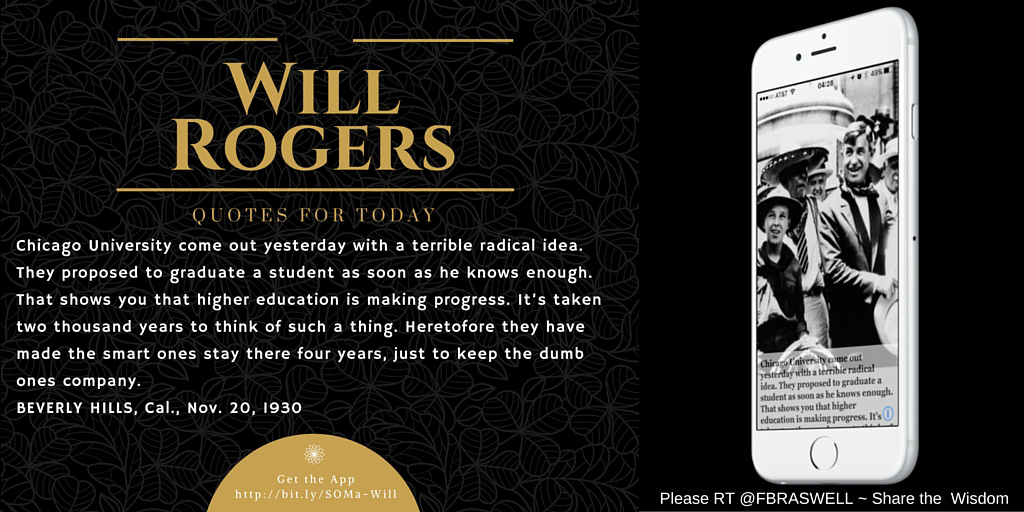 WILL
ROGERS
QUOTES FOR TODAY
Chicago University come out yesterday with a terrible radical idea.
They proposed to graduate a student as soon as he knows enough.
That shows you that higher education is making progress. It's taken
two thousand years to think of such a thing. Heretofore they have
made the smart ones stay there four years, just to keep the dumb
ones company.
BEVERLY HILLS, Cal., Nov. 20, 1930
Get the App
http://bit.ly/SOMa-Will
AT&T 04:28 49%
Chicago University come out
yesterday with a terrible radical
idea. They proposed to graduate a
student as soon as he knows enough.
That shows you that higher
education is making progress. It's
Please RT @FBRASWELL ~ Share the Wisdom